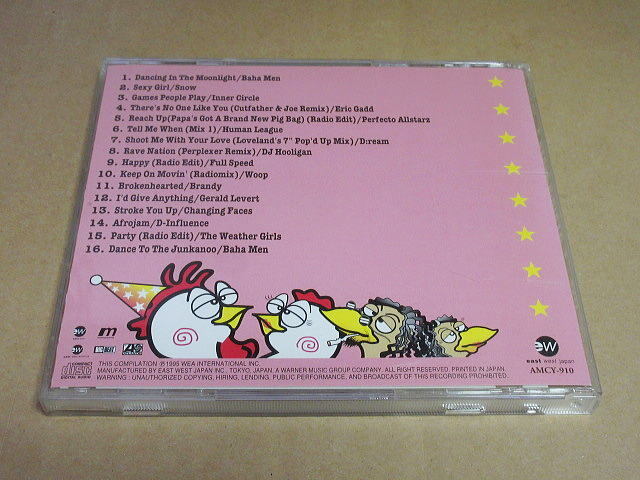 1. Dancing In The Moonlight/Baha Men
2. Sexy Girl/Snow
3. Games People Play/Inner Circle
4. There's No One Like You (Cutfather & Joe Remix)/Eric Gadd
5. Reach Up(Papa's Got A Brand New Pig Bag) (Radio Edit)/Perfecto Allstarz
6. Tell Me When (Mix 1)/Human League
7. Shoot Me With Your Love (Loveland's 7" Pop'd Up Mix)/D:ream
8. Rave Nation (Perplexer Remix)/DJ Hooligan
9. Happy (Radio Edit)/Full Speed
10. Keep On Movin' (Radiomix)/Woop
11. Brokenhearted/Brandy
12. I'd Give Anything/Gerald Levert
13. Stroke You Up/Changing Faces
14. Afrojam/D-Influence
15. Party (Radio Edit)/The Weather Girls
16. Dance To The Junkanoo/Baha Men
BIG BEAT
COMPACT
disc
DIGITAL AUDIO
THIS COMPILATION ℗1995 WEA INTERNATIONAL INC.
MANUFACTURED BY EAST WEST JAPAN INC., TOKYO, JAPAN. A WARNER MUSIC GROUP COMPANY. ALL RIGHT RESERVED. PRINTED IN JAPAN.
WARNING : UNAUTHORIZED COPYING, HIRING, LENDING, PUBLIC PERFORMANCE, AND BROADCAST OF THIS RECORDING PROHIBITED.
ew
east west japan
AMCY-910